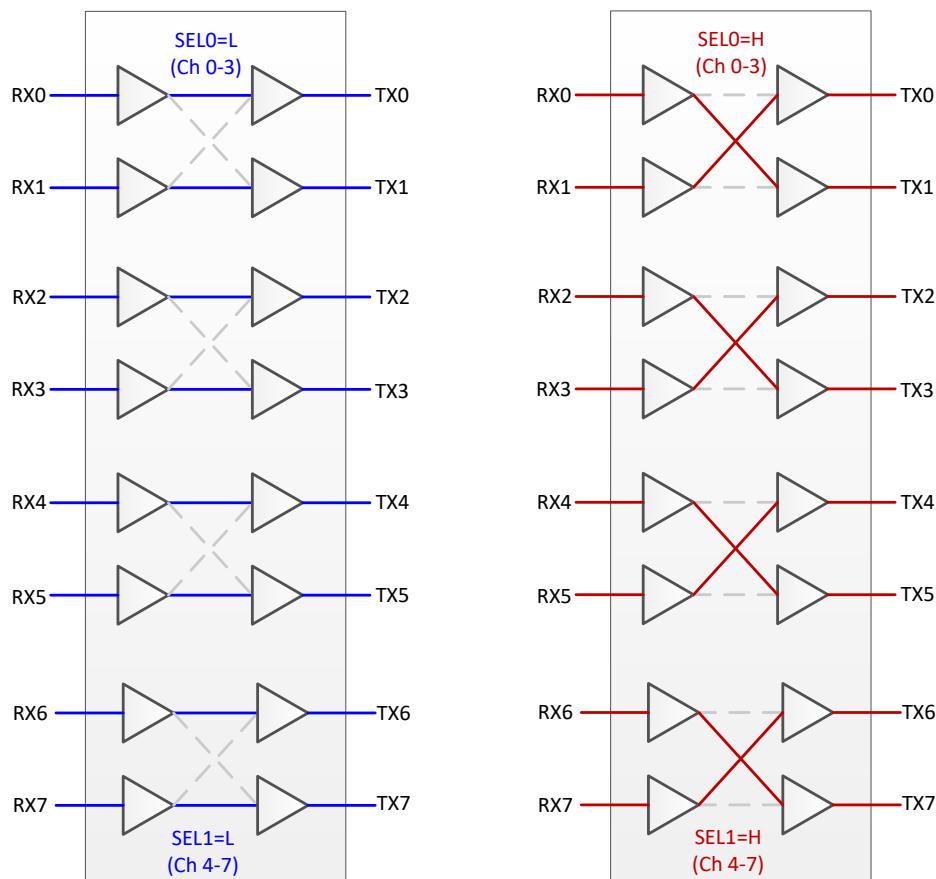 SEL0=L
(Ch 0-3)
RX0
TX0
RX1
TX1
RX2
TX2
RX3
TX3
RX4
TX4
RX5
TX5
RX6
TX6
RX7
TX7
SEL1=L
(Ch 4-7)
SEL0=H
(Ch 0-3)
RX0
TX0
RX1
TX1
RX2
TX2
RX3
TX3
RX4
TX4
RX5
TX5
RX6
TX6
RX7
TX7
SEL1=H
(Ch 4-7)